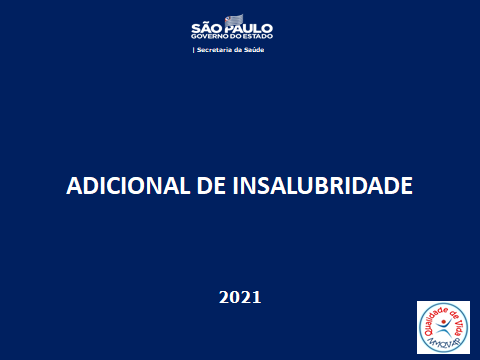 SÃO PAULO
GOVERNO DO ESTADO
| Secretaria da Saúde
ADICIONAL DE INSALUBRIDADE
2021
Qualidade de Vida